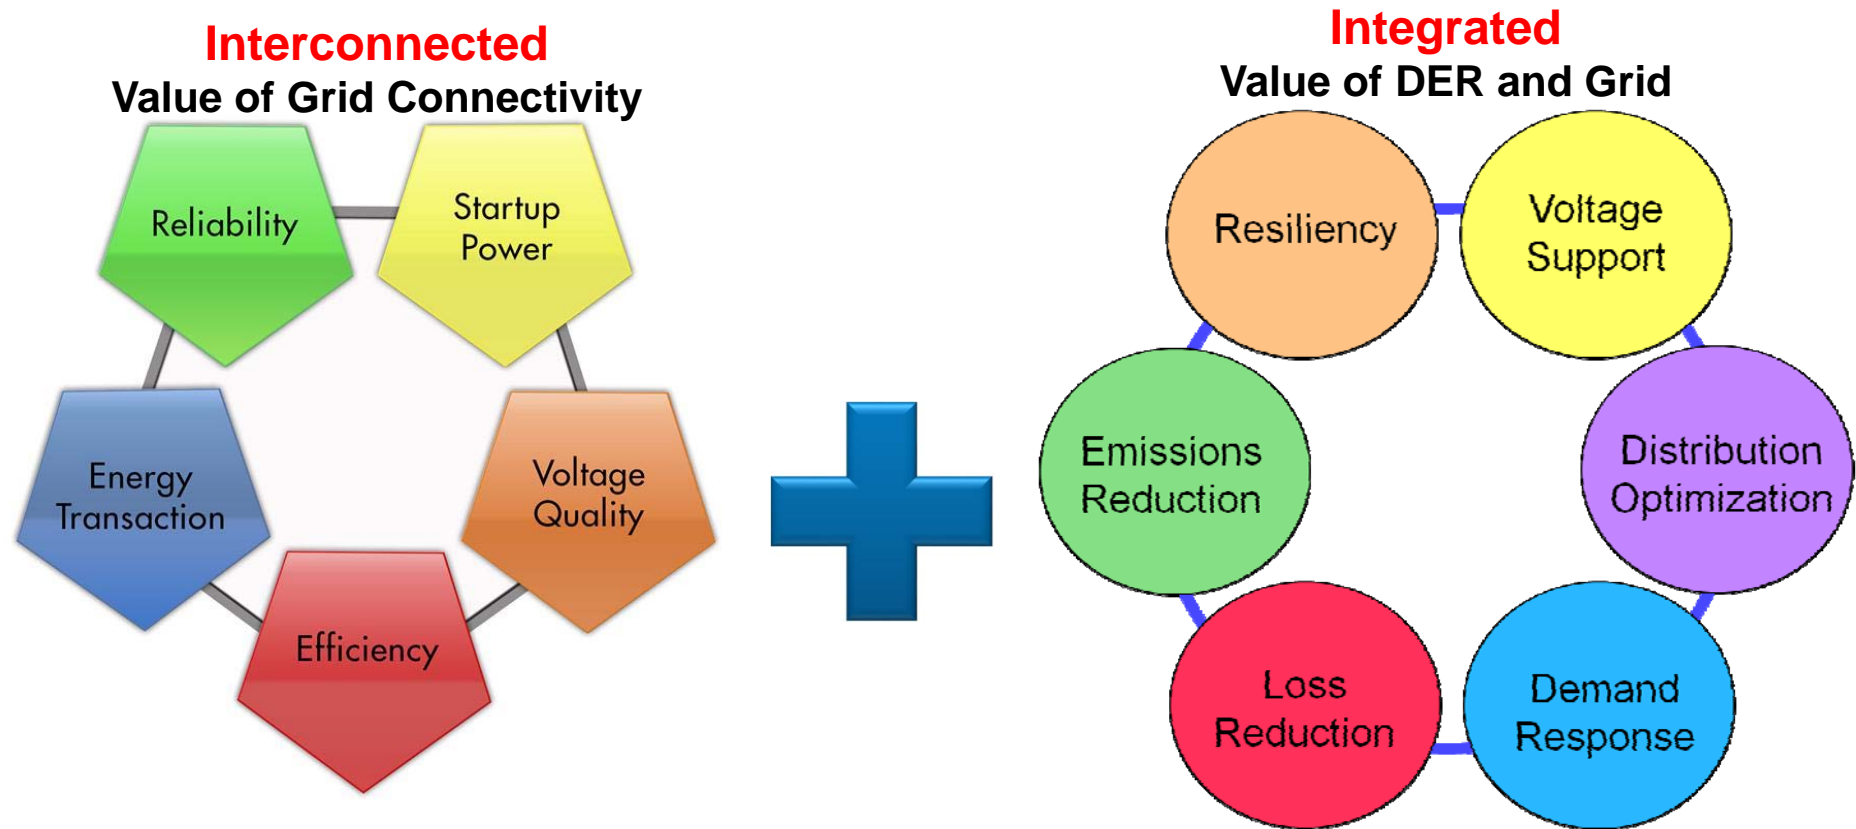 Interconnected
Value of Grid Connectivity
Reliability
Startup
Power
Energy
Transaction
Voltage
Quality
Efficiency
Integrated
Value of DER and Grid
Resiliency
Voltage
Support
Emissions
Reduction
Distribution
Optimization
Loss
Reduction
Demand
Response